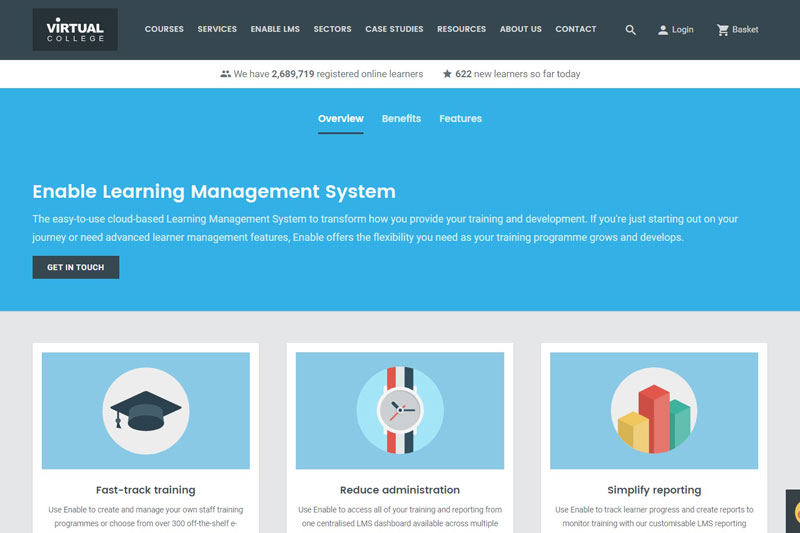 ViRTUAL
COLLEGE
COURSES SERVICES ENABLE LMS SECTORS CASE STUDIES RESOURCES ABOUT US CONTACT Login Basket
We have 2,689,719 registered online learners 622 new learners so far today
Overview Benefits Features
Enable Learning Management System
The easy-to-use cloud-based Learning Management System to transform how you provide your training and development. If you're just starting out on your
journey or need advanced learner management features, Enable offers the flexibility you need as your training programme grows and develops.
GET IN TOUCH
Fast-track training
Use Enable to create and manage your own staff training
programmes or choose from over 300 off-the-shelf e-
Reduce administration
Use Enable to access all of your training and reporting from
one centralised LMS dashboard available across multiple
Simplify reporting
Use Enable to track learner progress and create reports to
monitor training with our customisable LMS reporting